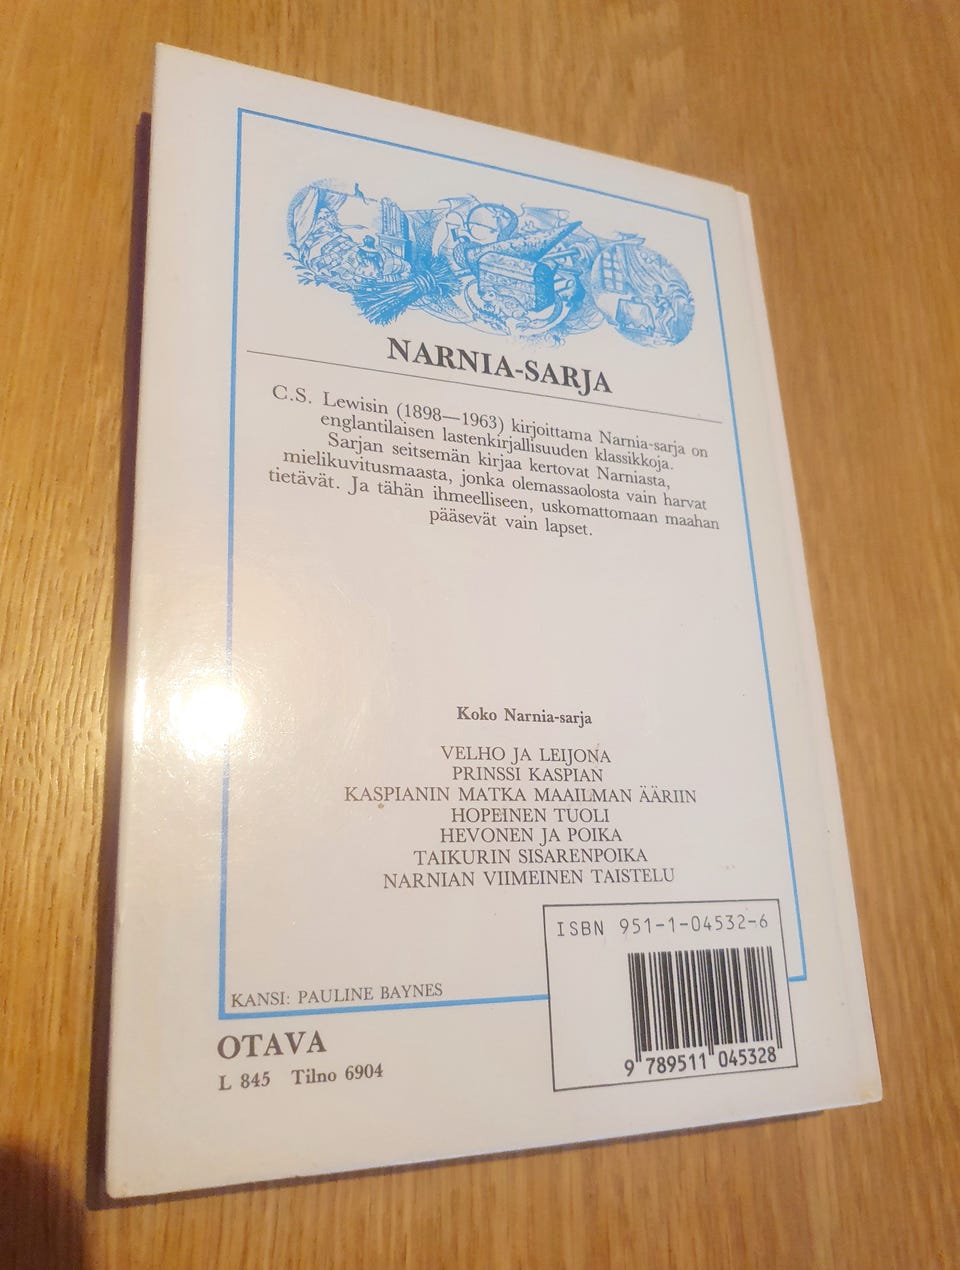 NARNIA-SARJA
C.S. Lewisin (1898—1963) kirjoittama Narnia-sarja on
englantilaisen lastenkirjallisuuden klassikkoja.
Sarjan seitsemän kirjaa kertovat Narniasta,
mielikuvitusmaasta, jonka olemassaolosta vain harvat
tietävät. Ja tähän ihmeelliseen, uskomattomaan maahan
pääsevät vain lapset.
Koko Narnia-sarja
VELHO JA LEIJONA
PRINSSI KASPIAN
KASPIANIN MATKA MAAILMAN ÄÄRIIN
HOPEINEN TUOLI
HEVONEN JA POIKA
TAIKURIN SISARENPOIKA
NARNIAN VIIMEINEN TAISTELU
ISBN 951-1-04532-6
9 789511 045328
KANSI: PAULINE BAYNES
OTAVA
L 845 Tilno 6904